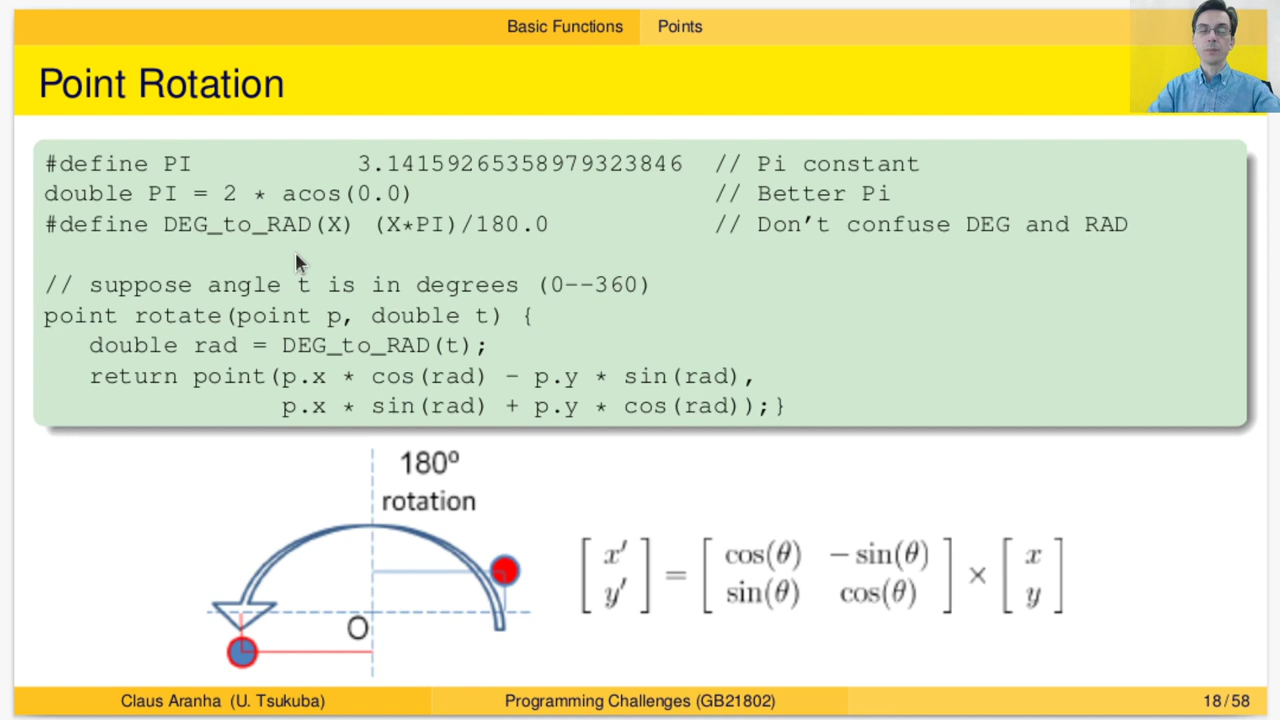 Basic Functions Points
Point Rotation
#define PI 3.14159265358979323846 // Pi constant
double PI = 2 * acos(0.0) // Better Pi
#define DEG_to_RAD(X) (X*PI)/180.0 // Don't confuse DEG and RAD
// suppose angle t is in degrees (0--360)
point rotate(point p, double t) {
double rad = DEG_to_RAD(t);
return point(p.x * cos(rad) - p.y * sin(rad),
p.x * sin(rad) + p.y * cos(rad));}
180º
rotation
O
[ x′ ] = [ cos(θ) − sin(θ) ] × [ x ]
[ y′ ] [ sin(θ) cos(θ) ] [ y ]
Claus Aranha (U. Tsukuba) Programming Challenges (GB21802) 18 / 58